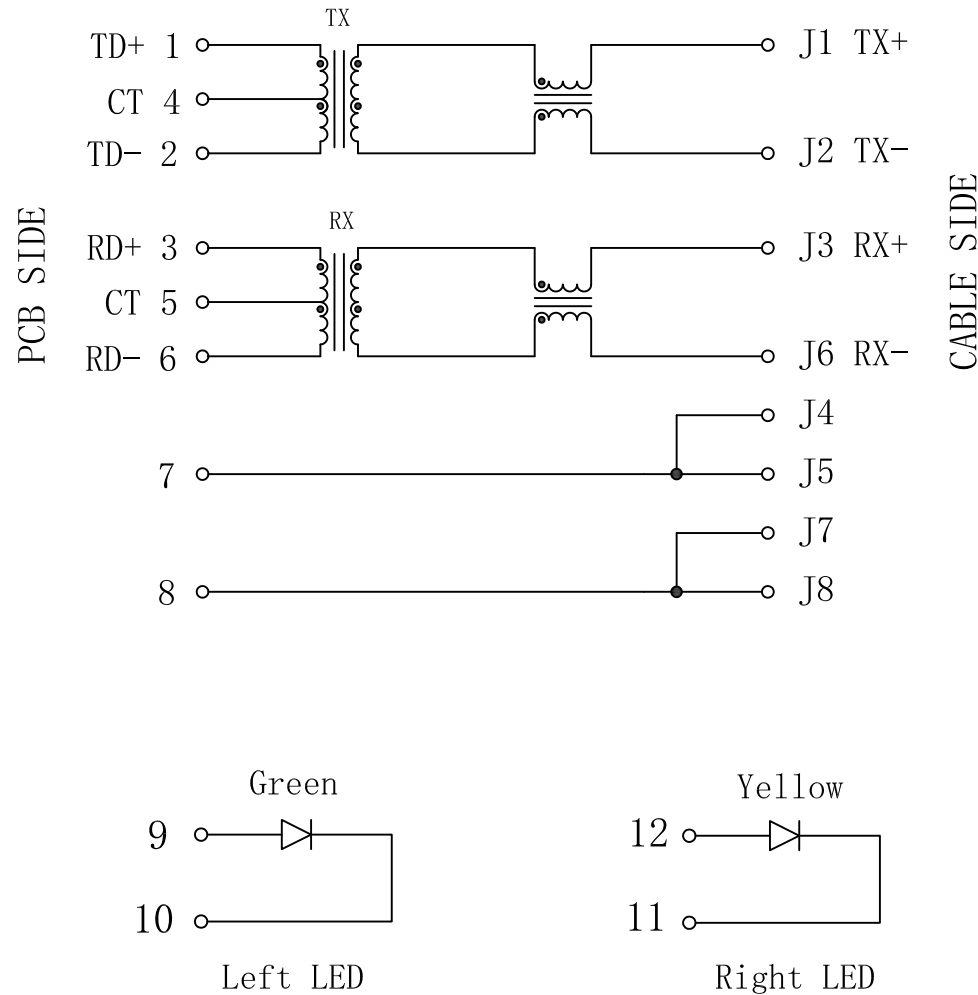 TX
TD+ 1 J1 TX+
CT 4
TD- 2 J2 TX-
PCB SIDE
CABLE SIDE
RX
RD+ 3 J3 RX+
CT 5
RD- 6 J6 RX-
J4
7 J5
J7
8 J8
Green
9
10
Left LED
Yellow
12
11
Right LED